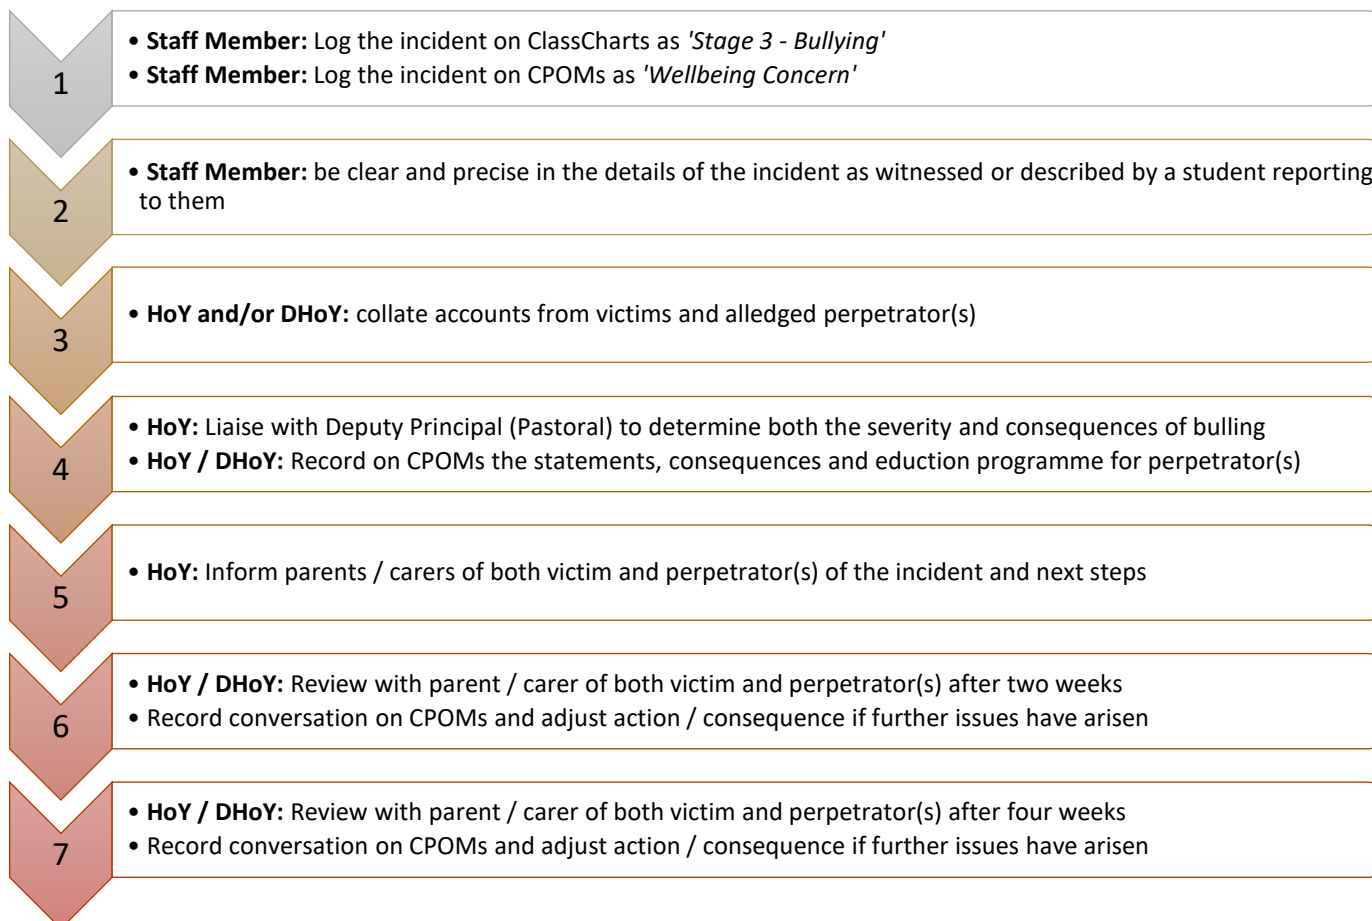 1
• Staff Member: Log the incident on ClassCharts as 'Stage 3 - Bullying'
• Staff Member: Log the incident on CPOMs as 'Wellbeing Concern'
2
• Staff Member: be clear and precise in the details of the incident as witnessed or described by a student reporting
to them
3
• HoY and/or DHoY: collate accounts from victims and alledged perpetrator(s)
4
• HoY: Liaise with Deputy Principal (Pastoral) to determine both the severity and consequences of bulling
• HoY / DHoY: Record on CPOMs the statements, consequences and eduction programme for perpetrator(s)
5
• HoY: Inform parents / carers of both victim and perpetrator(s) of the incident and next steps
6
• HoY / DHoY: Review with parent / carer of both victim and perpetrator(s) after two weeks
• Record conversation on CPOMs and adjust action / consequence if further issues have arisen
7
• HoY / DHoY: Review with parent / carer of both victim and perpetrator(s) after four weeks
• Record conversation on CPOMs and adjust action / consequence if further issues have arisen